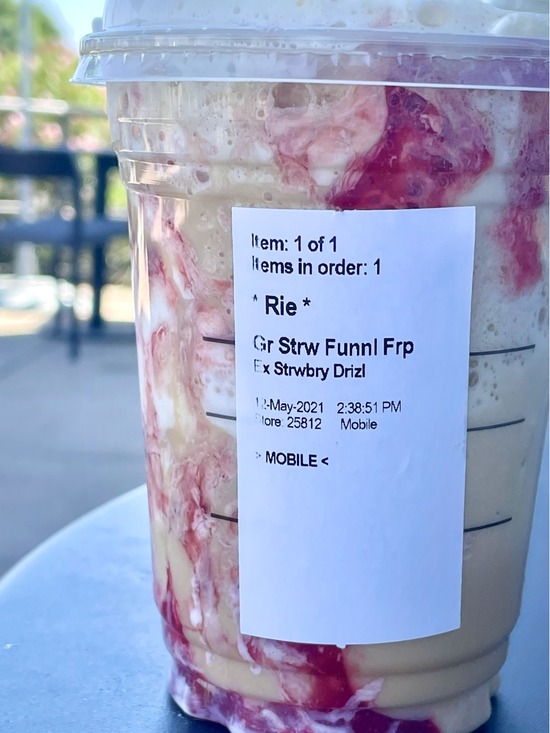 Item: 1 of 1
Items in order: 1
* Rie *
Gr Strw Funnl Frp
Ex Strwbry Drizl
12-May-2021 2:38:51 PM
Store: 25812 Mobile
> MOBILE <